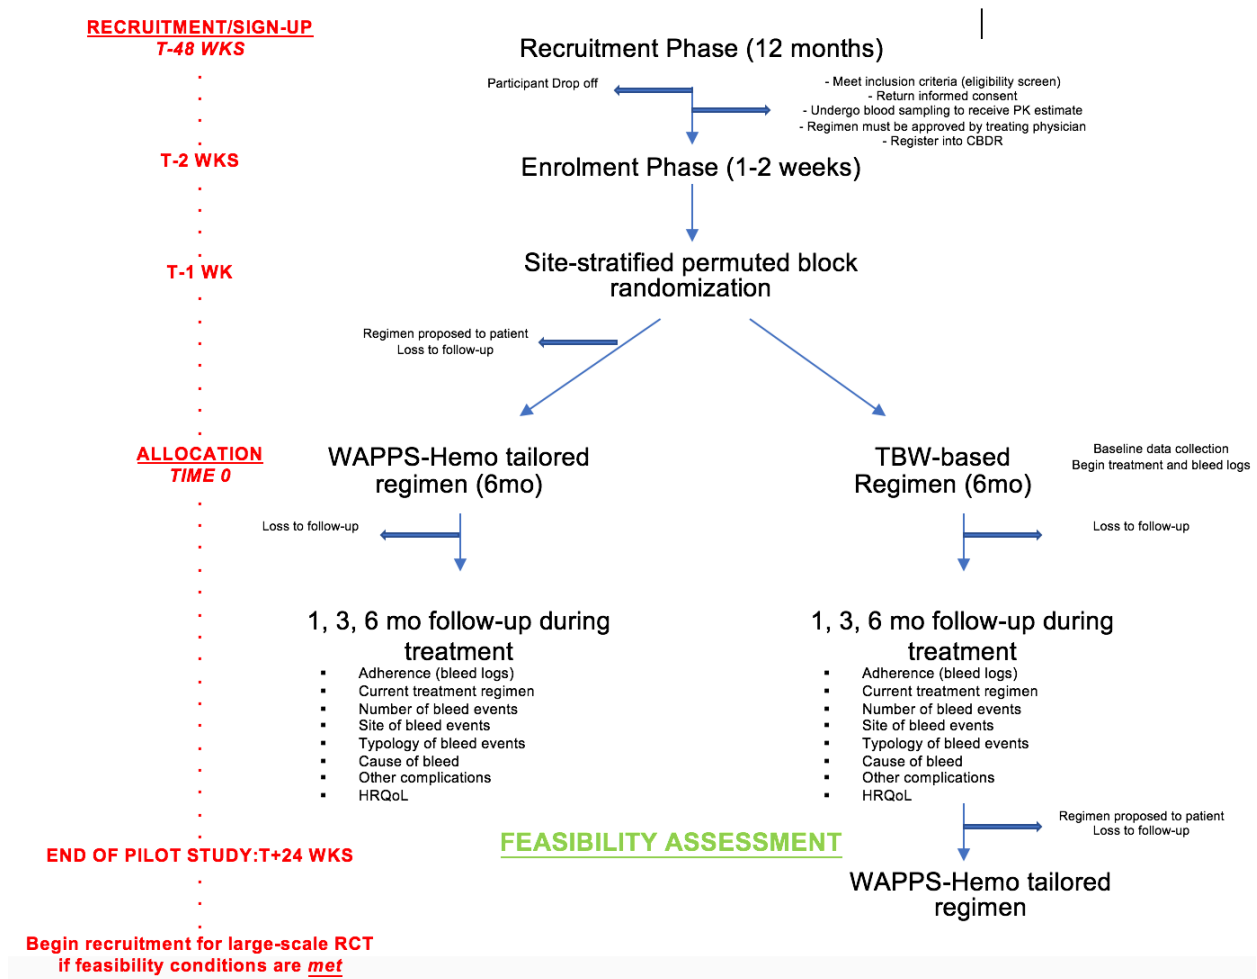 RECRUITMENT/SIGN-UP
T-48 WKS
Recruitment Phase (12 months)
Participant Drop off
- Meet inclusion criteria (eligibility screen)
- Return informed consent
- Undergo blood sampling to receive PK estimate
- Regimen must be approved by treating physician
- Register into CBDR
T-2 WKS
Enrolment Phase (1-2 weeks)
T-1 WK
Site-stratified permuted block
randomization
Regimen proposed to patient
Loss to follow-up
ALLOCATION
TIME 0
WAPPS-Hemo tailored
regimen (6mo)
TBW-based
Regimen (6mo)
Baseline data collection
Begin treatment and bleed logs
Loss to follow-up
Loss to follow-up
1, 3, 6 mo follow-up during
treatment
▪ Adherence (bleed logs)
▪ Current treatment regimen
▪ Number of bleed events
▪ Site of bleed events
▪ Typology of bleed events
▪ Cause of bleed
▪ Other complications
▪ HRQoL
1, 3, 6 mo follow-up during
treatment
▪ Adherence (bleed logs)
▪ Current treatment regimen
▪ Number of bleed events
▪ Site of bleed events
▪ Typology of bleed events
▪ Cause of bleed
▪ Other complications
▪ HRQoL
Regimen proposed to patient
Loss to follow-up
FEASIBILITY ASSESSMENT
END OF PILOT STUDY:T+24 WKS
WAPPS-Hemo tailored
regimen
Begin recruitment for large-scale RCT
if feasibility conditions are met